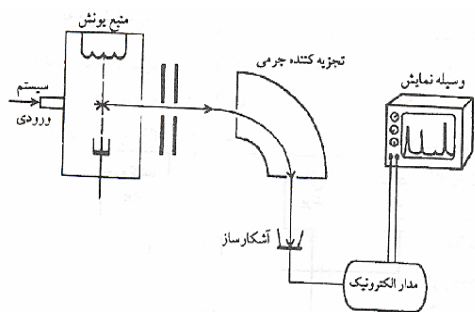 منبع یونش
سیستم
ورودی
تجزیه کننده جرمی
وسیله نمایش
آشکارساز
مدار الکترونیک